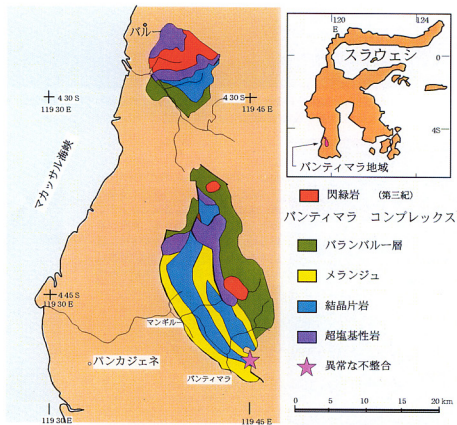 バル
4 30 S
119 30 E
4 30 S
119 45 E
マカッサル海峡
4 45 S
119 30 E
マンギルー
パンカジェネ
バンティマラ
119 30 E
119 45 E
120
E
124
スラウェシ
0
4S
バンティマラ地域
閃緑岩 (第三紀)
バンティマラ コンプレックス
バランバルー層
メランジュ
結晶片岩
超塩基性岩
異常な不整合
0 5 10 15 20 km